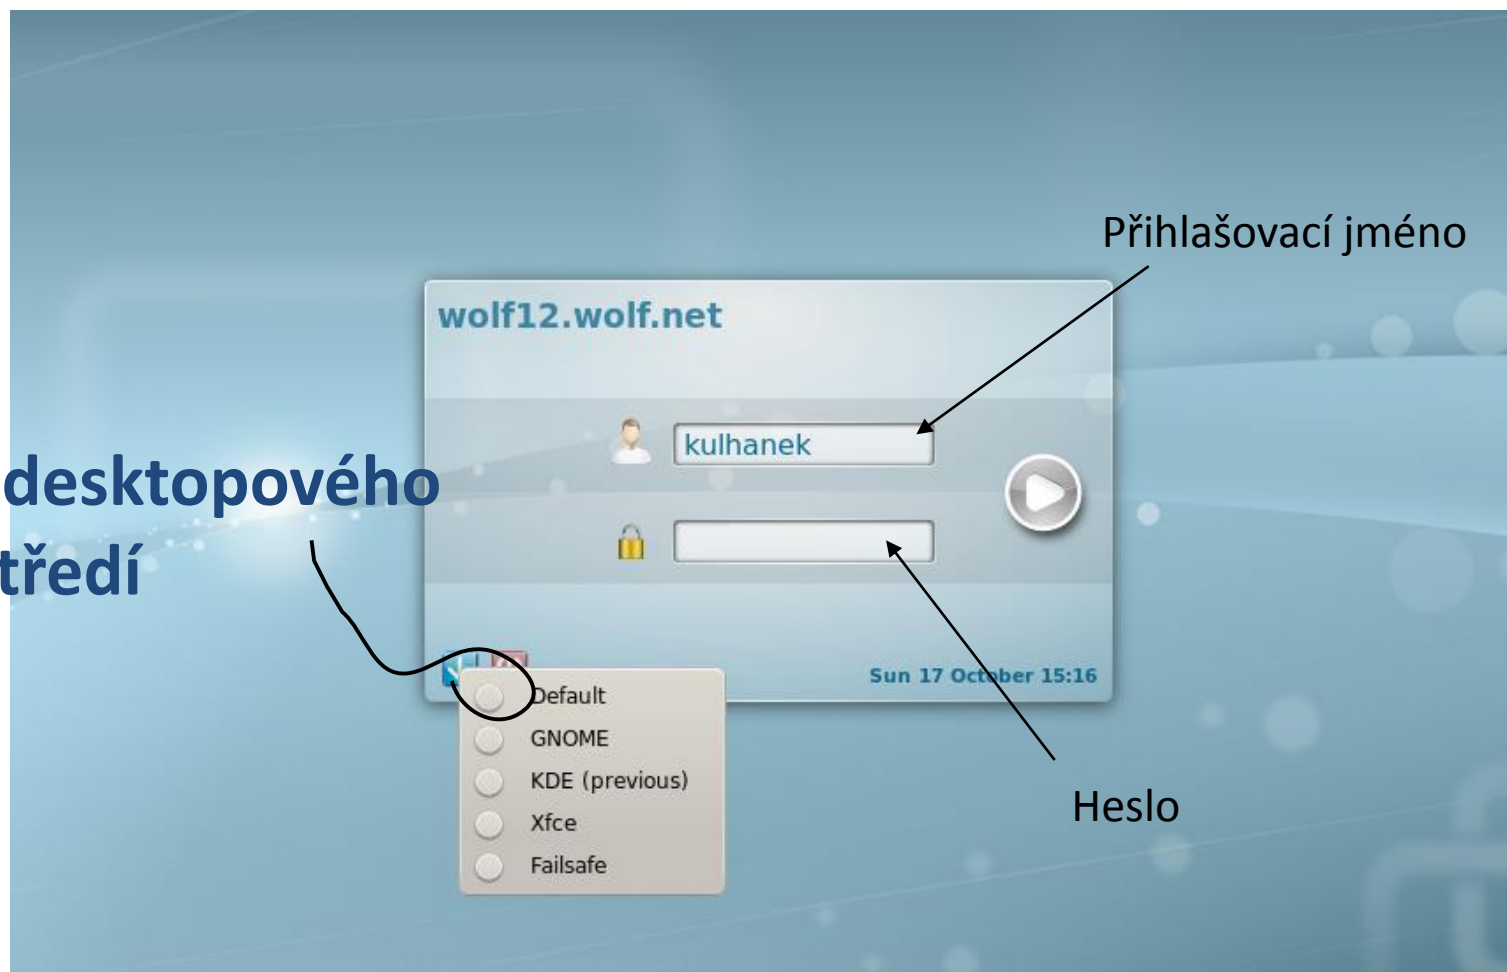 Přihlašovací jméno
wolf12.wolf.net
kulhanek
desktopového
tředí
Sun 17 October 15:16
Default
GNOME
KDE (previous)
Xfce
Failsafe
Heslo